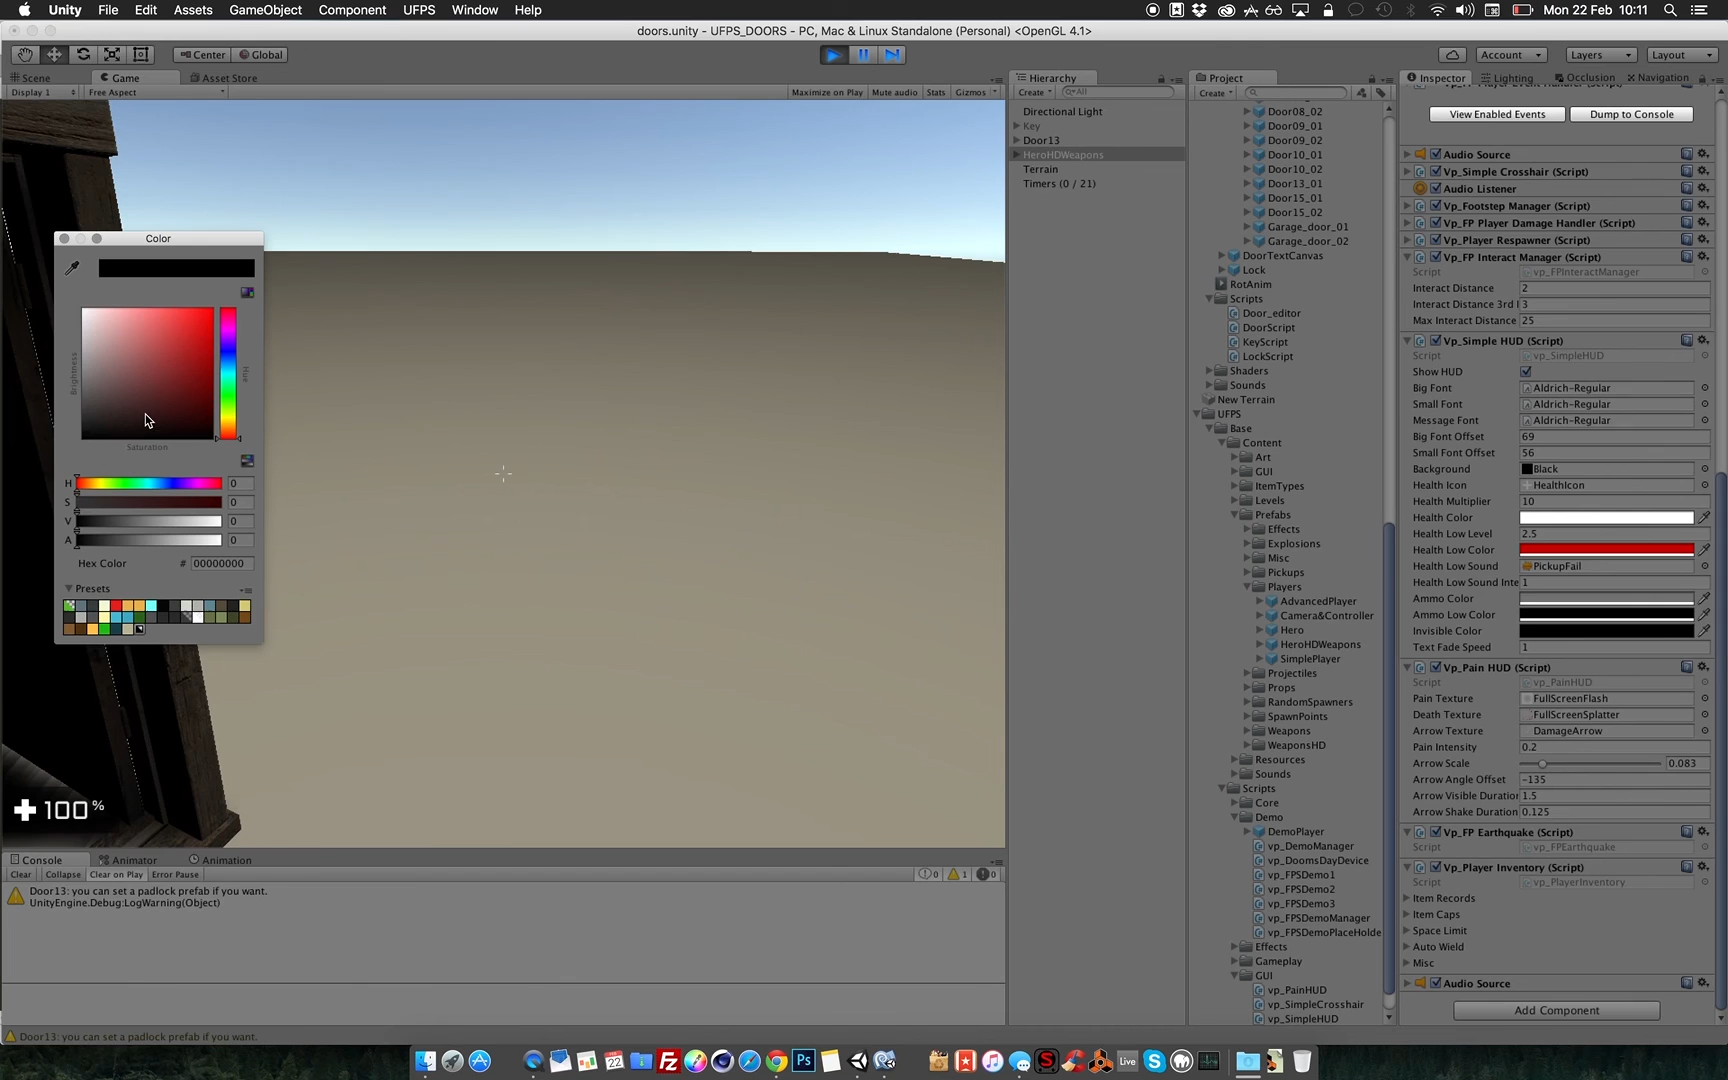 Unity File Edit Assets GameObject Component UFPS Window Help
Mon 22 Feb 10:11
doors.unity - UFPS_DOORS - PC, Mac & Linux Standalone (Personal) <OpenGL 4.1>
Center Global
Account Layers Layout
Scene Game Asset Store
Display 1 Free Aspect
Maximize on Play Mute audio Stats Gizmos
Color
Brightness
Hue
Saturation
H 0
S 0
V 0
A 0
Hex Color # 00000000
Presets
100 %
Console Animator Animation
Clear Collapse Clear on Play Error Pause
0 1 0
Door13: you can set a padlock prefab if you want.
UnityEngine.Debug:LogWarning(Object)
Door13: you can set a padlock prefab if you want.
Hierarchy
Create All
Directional Light
Key
Door13
HeroHDWeapons
Terrain
Timers (0 / 21)
Project
Create
Door08_02
Door09_01
Door09_02
Door10_01
Door10_02
Door13_01
Door15_01
Door15_02
Garage_door_01
Garage_door_02
DoorTextCanvas
Lock
RotAnim
Scripts
Door_editor
DoorScript
KeyScript
LockScript
Shaders
Sounds
New Terrain
UFPS
Base
Content
Art
GUI
ItemTypes
Levels
Prefabs
Effects
Explosions
Misc
Pickups
Players
AdvancedPlayer
Camera&Controller
Hero
HeroHDWeapons
SimplePlayer
Projectiles
Props
RandomSpawners
SpawnPoints
Weapons
WeaponsHD
Resources
Sounds
Scripts
Core
Demo
DemoPlayer
vp_DemoManager
vp_DoomsDayDevice
vp_FPSDemo1
vp_FPSDemo2
vp_FPSDemo3
vp_FPSDemoManager
vp_FPSDemoPlaceHolde
Effects
Gameplay
GUI
vp_PainHUD
vp_SimpleCrosshair
vp_SimpleHUD
Inspector Lighting Occlusion Navigation
View Enabled Events Dump to Console
Audio Source
Vp_Simple Crosshair (Script)
Audio Listener
Vp_Footstep Manager (Script)
Vp_FP Player Damage Handler (Script)
Vp_Player Respawner (Script)
Vp_FP Interact Manager (Script)
Script vp_FPInteractManager
Interact Distance 2
Interact Distance 3rd 3
Max Interact Distance 25
Vp_Simple HUD (Script)
Script vp_SimpleHUD
Show HUD
Big Font Aldrich-Regular
Small Font Aldrich-Regular
Message Font Aldrich-Regular
Big Font Offset 69
Small Font Offset 56
Background Black
Health Icon HealthIcon
Health Multiplier 10
Health Color
Health Low Level 2.5
Health Low Color
Health Low Sound PickupFail
Health Low Sound Inte 1
Ammo Color
Ammo Low Color
Invisible Color
Text Fade Speed 1
Vp_Pain HUD (Script)
Script vp_PainHUD
Pain Texture FullScreenFlash
Death Texture FullScreenSplatter
Arrow Texture DamageArrow
Pain Intensity 0.2
Arrow Scale 0.083
Arrow Angle Offset -135
Arrow Visible Duration 1.5
Arrow Shake Duration 0.125
Vp_FP Earthquake (Script)
Script vp_FPEarthquake
Vp_Player Inventory (Script)
Script vp_PlayerInventory
Item Records
Item Caps
Space Limit
Auto Wield
Misc
Audio Source
Add Component
22 Ps Live